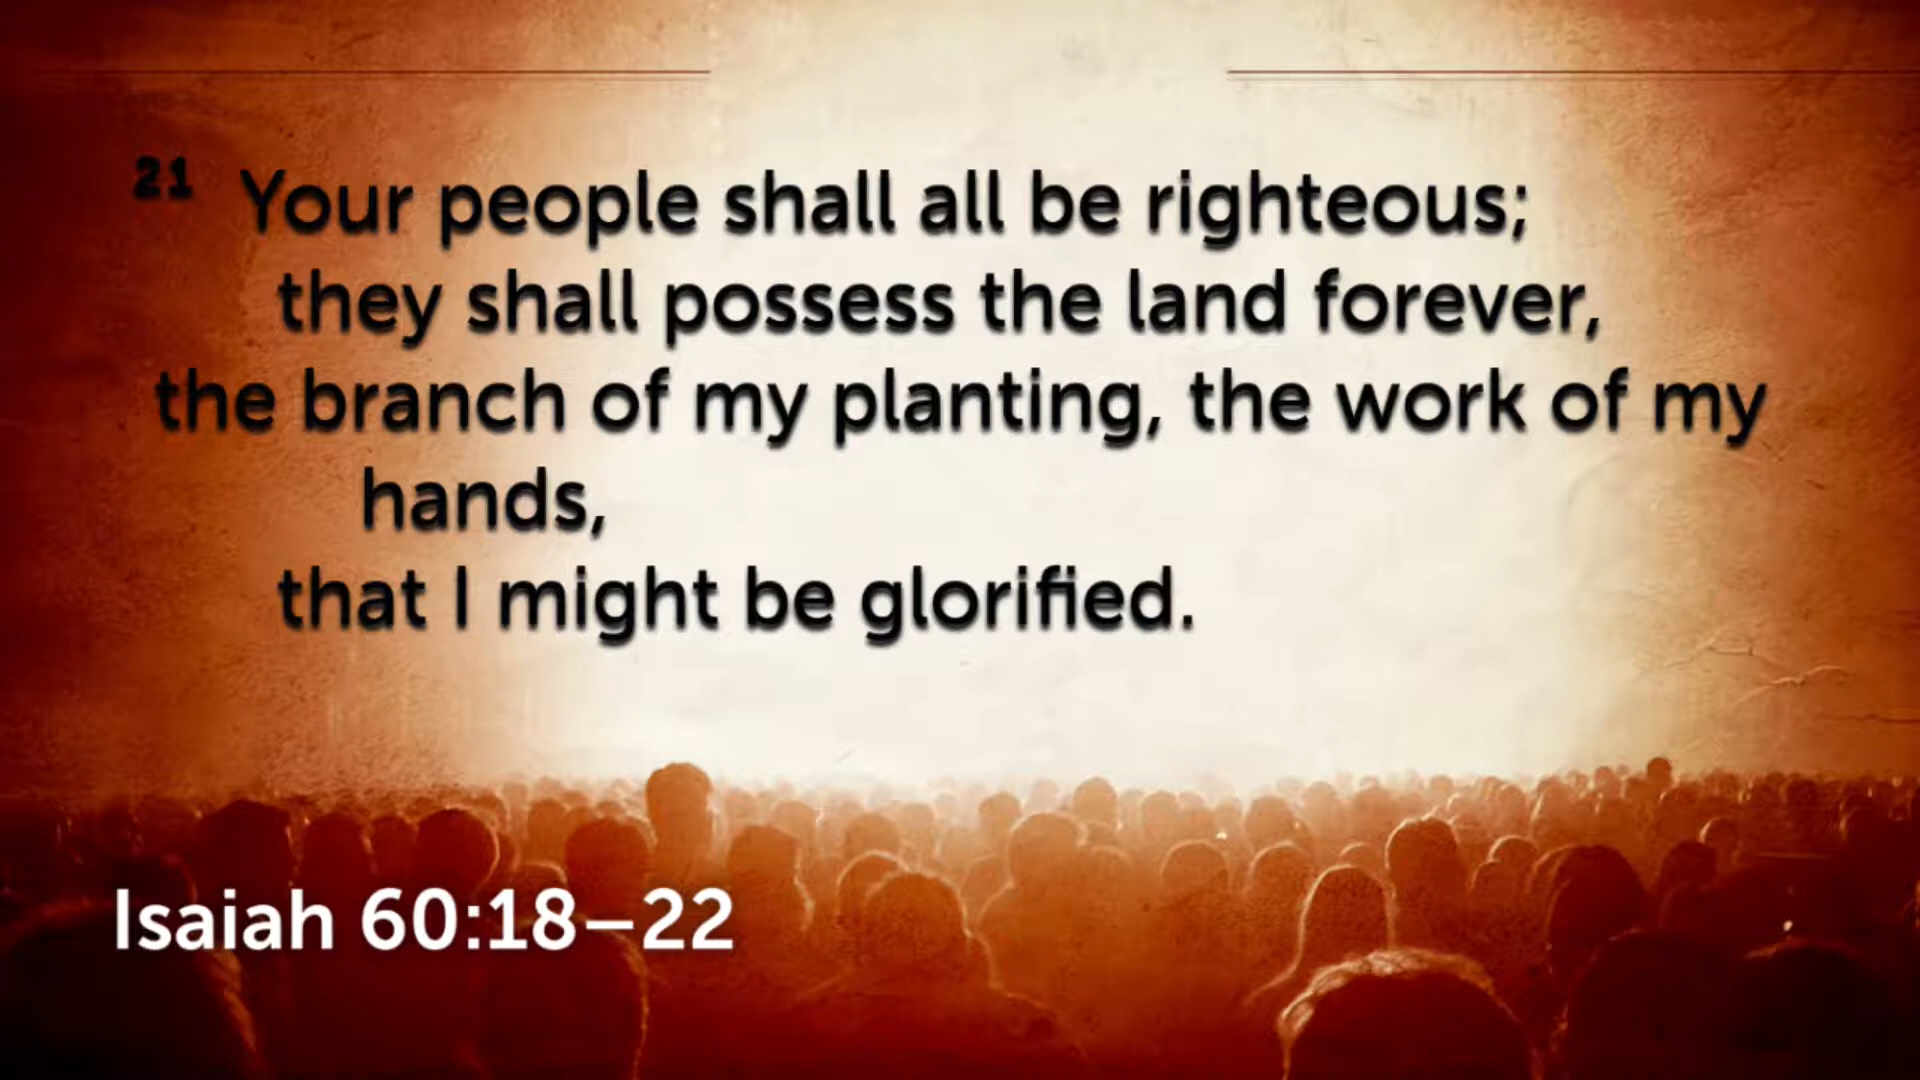 21 Your people shall all be righteous;
they shall possess the land forever,
the branch of my planting, the work of my
hands,
that I might be glorified.
Isaiah 60:18–22